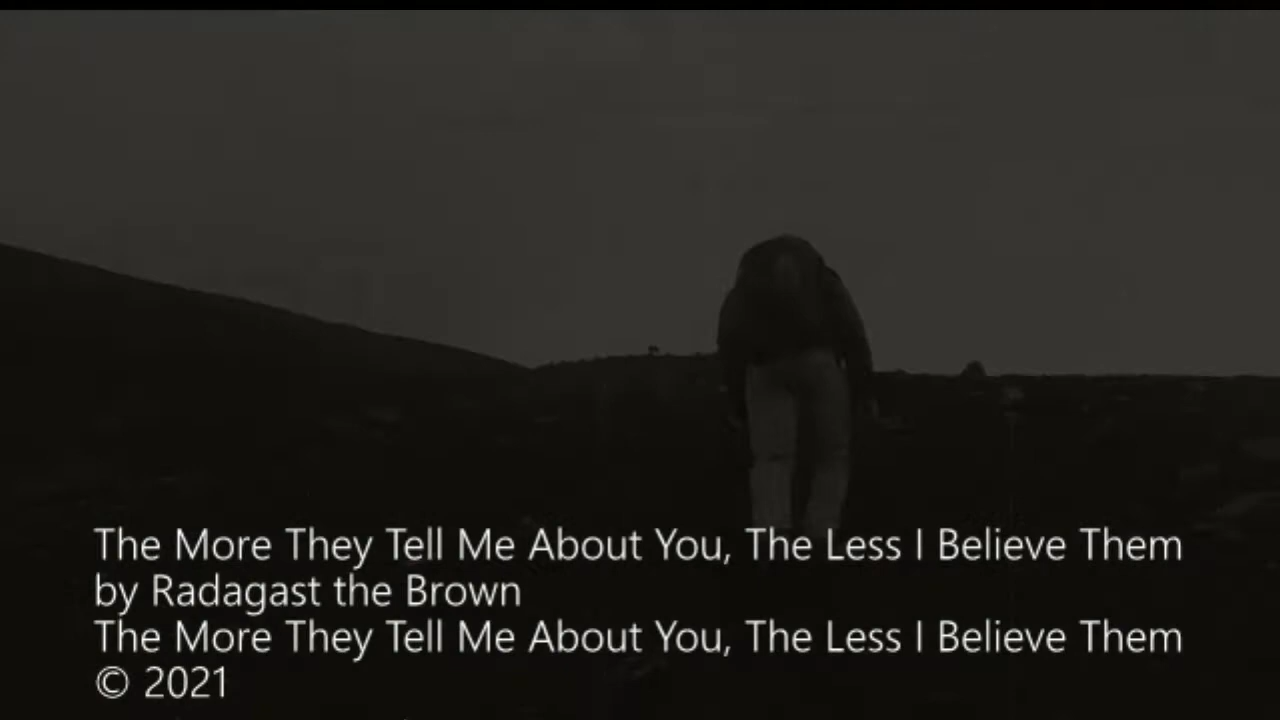 The More They Tell Me About You, The Less I Believe Them
by Radagast the Brown
The More They Tell Me About You, The Less I Believe Them
© 2021